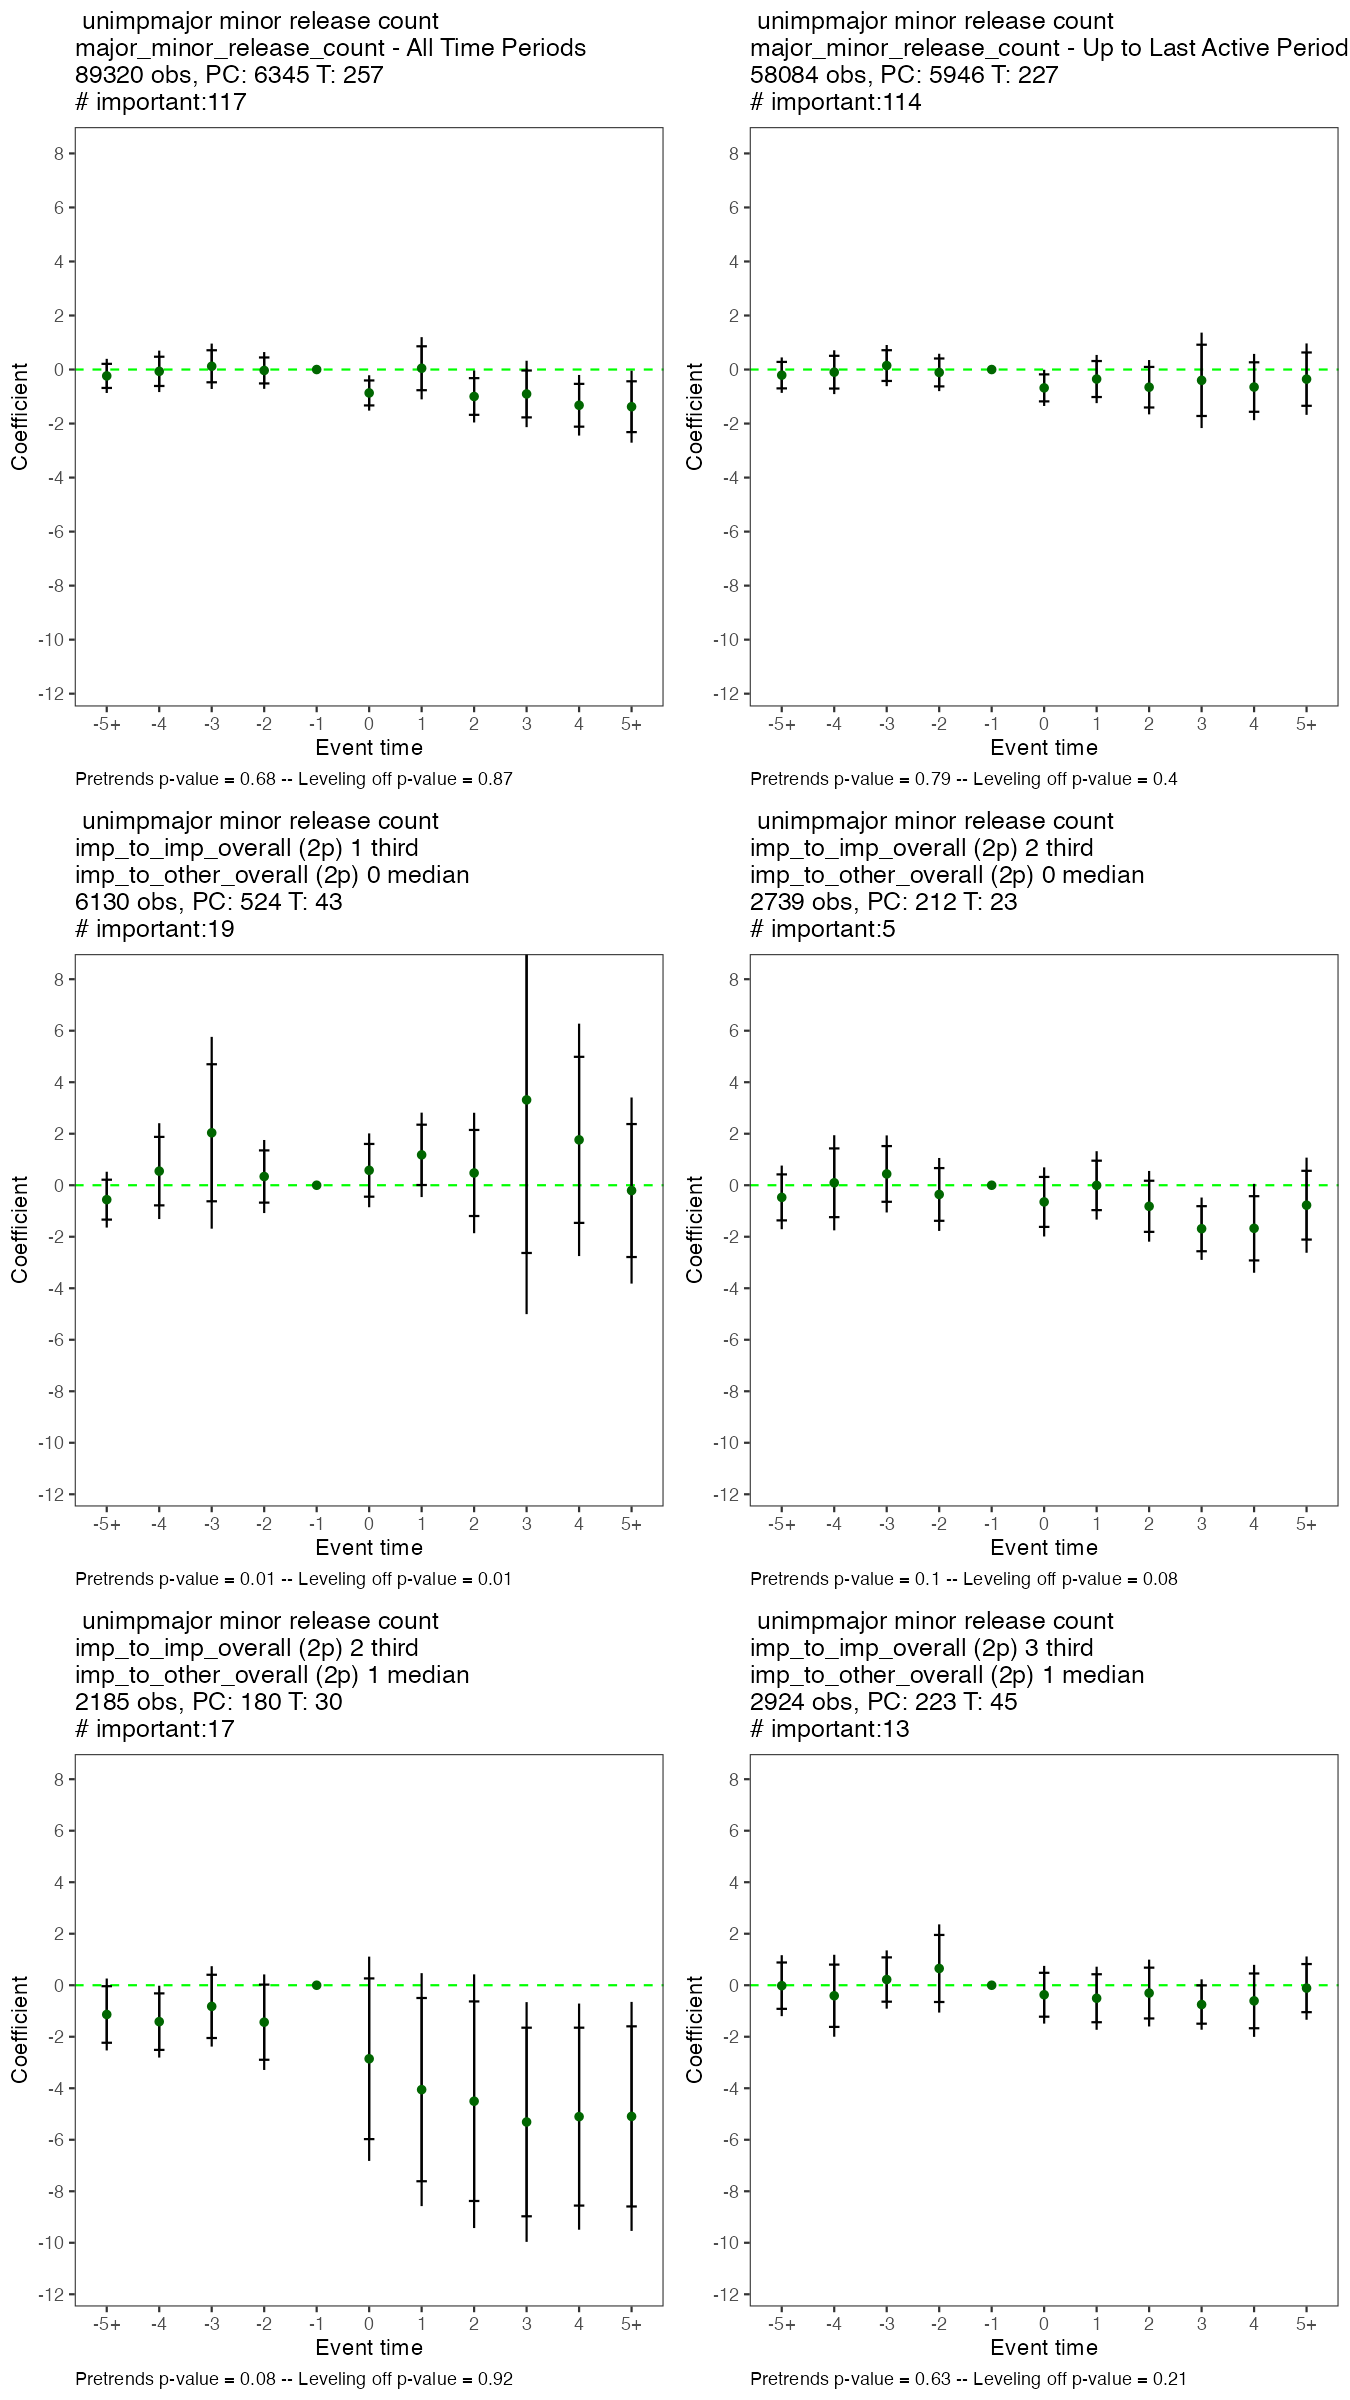 unimpmajor minor release count
major_minor_release_count - All Time Periods
89320 obs, PC: 6345 T: 257
# important:117
8
6
4
2
0
-2
-4
-6
-8
-10
-12
Coefficient
-5+ -4 -3 -2 -1 0 1 2 3 4 5+
Event time
Pretrends p-value = 0.68 -- Leveling off p-value = 0.87
unimpmajor minor release count
major_minor_release_count - Up to Last Active Period
58084 obs, PC: 5946 T: 227
# important:114
8
6
4
2
0
-2
-4
-6
-8
-10
-12
Coefficient
-5+ -4 -3 -2 -1 0 1 2 3 4 5+
Event time
Pretrends p-value = 0.79 -- Leveling off p-value = 0.4
unimpmajor minor release count
imp_to_imp_overall (2p) 1 third
imp_to_other_overall (2p) 0 median
6130 obs, PC: 524 T: 43
# important:19
8
6
4
2
0
-2
-4
-6
-8
-10
-12
Coefficient
-5+ -4 -3 -2 -1 0 1 2 3 4 5+
Event time
Pretrends p-value = 0.01 -- Leveling off p-value = 0.01
unimpmajor minor release count
imp_to_imp_overall (2p) 2 third
imp_to_other_overall (2p) 0 median
2739 obs, PC: 212 T: 23
# important:5
8
6
4
2
0
-2
-4
-6
-8
-10
-12
Coefficient
-5+ -4 -3 -2 -1 0 1 2 3 4 5+
Event time
Pretrends p-value = 0.1 -- Leveling off p-value = 0.08
unimpmajor minor release count
imp_to_imp_overall (2p) 2 third
imp_to_other_overall (2p) 1 median
2185 obs, PC: 180 T: 30
# important:17
8
6
4
2
0
-2
-4
-6
-8
-10
-12
Coefficient
-5+ -4 -3 -2 -1 0 1 2 3 4 5+
Event time
Pretrends p-value = 0.08 -- Leveling off p-value = 0.92
unimpmajor minor release count
imp_to_imp_overall (2p) 3 third
imp_to_other_overall (2p) 1 median
2924 obs, PC: 223 T: 45
# important:13
8
6
4
2
0
-2
-4
-6
-8
-10
-12
Coefficient
-5+ -4 -3 -2 -1 0 1 2 3 4 5+
Event time
Pretrends p-value = 0.63 -- Leveling off p-value = 0.21